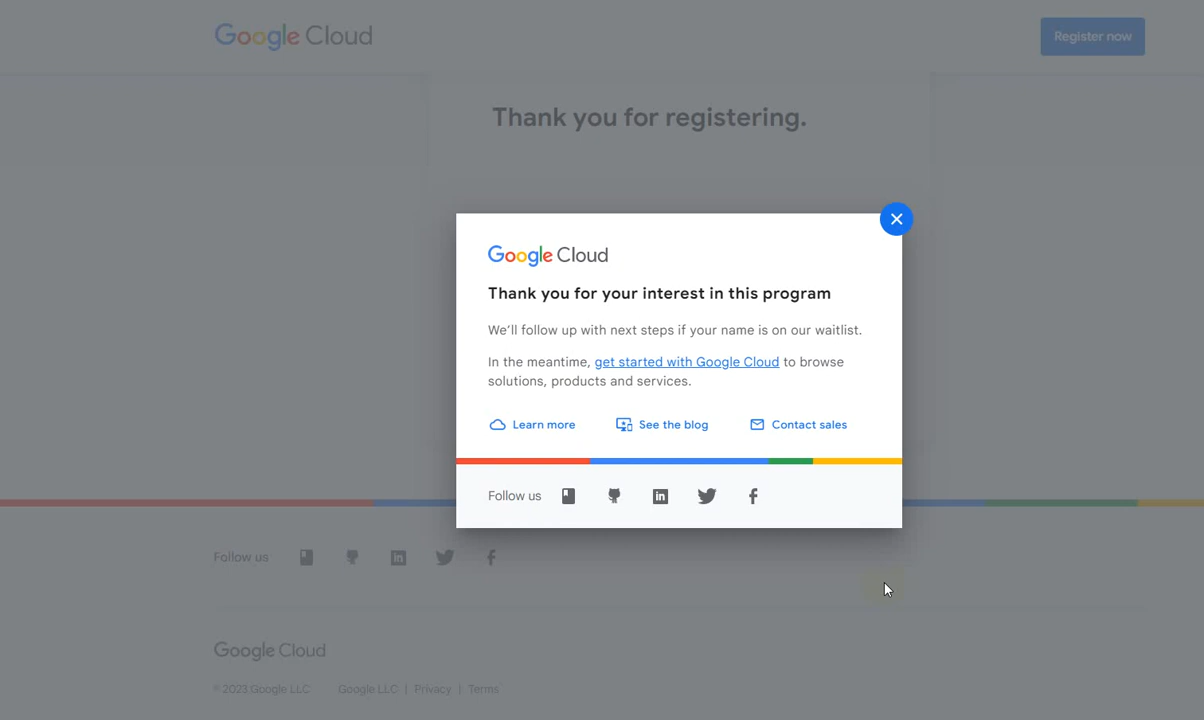 Google Cloud
Register now
Thank you for registering.
Google Cloud
Thank you for your interest in this program
We'll follow up with next steps if your name is on our waitlist.
In the meantime, get started with Google Cloud to browse
solutions, products and services.
Learn more See the blog Contact sales
Follow us
Follow us
Google Cloud
© 2023 Google LLC Google LLC | Privacy | Terms